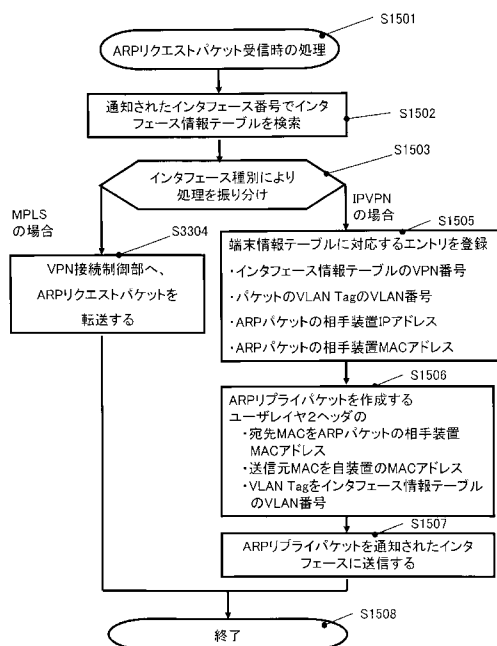 S1501
ARPリクエストパケット受信時の処理
通知されたインタフェース番号でインタ
フェース情報テーブルを検索
S1502
S1503
インタフェース種別により
処理を振り分け
MPLS
の場合
IPVPN
の場合
S3304
VPN接続制御部へ、
ARPリクエストパケットを
転送する
S1505
端末情報テーブルに対応するエントリを登録
・インタフェース情報テーブルのVPN番号
・パケットのVLAN TagのVLAN番号
・ARPパケットの相手装置IPアドレス
・ARPパケットの相手装置MACアドレス
S1506
ARPリプライパケットを作成する
ユーザレイヤ2ヘッダの
・宛先MACをARPパケットの相手装置
MACアドレス
・送信元MACを自装置のMACアドレス
・VLAN Tagをインタフェース情報テーブル
のVLAN番号
S1507
ARPリプライパケットを通知されたインタ
フェースに送信する
S1508
終了